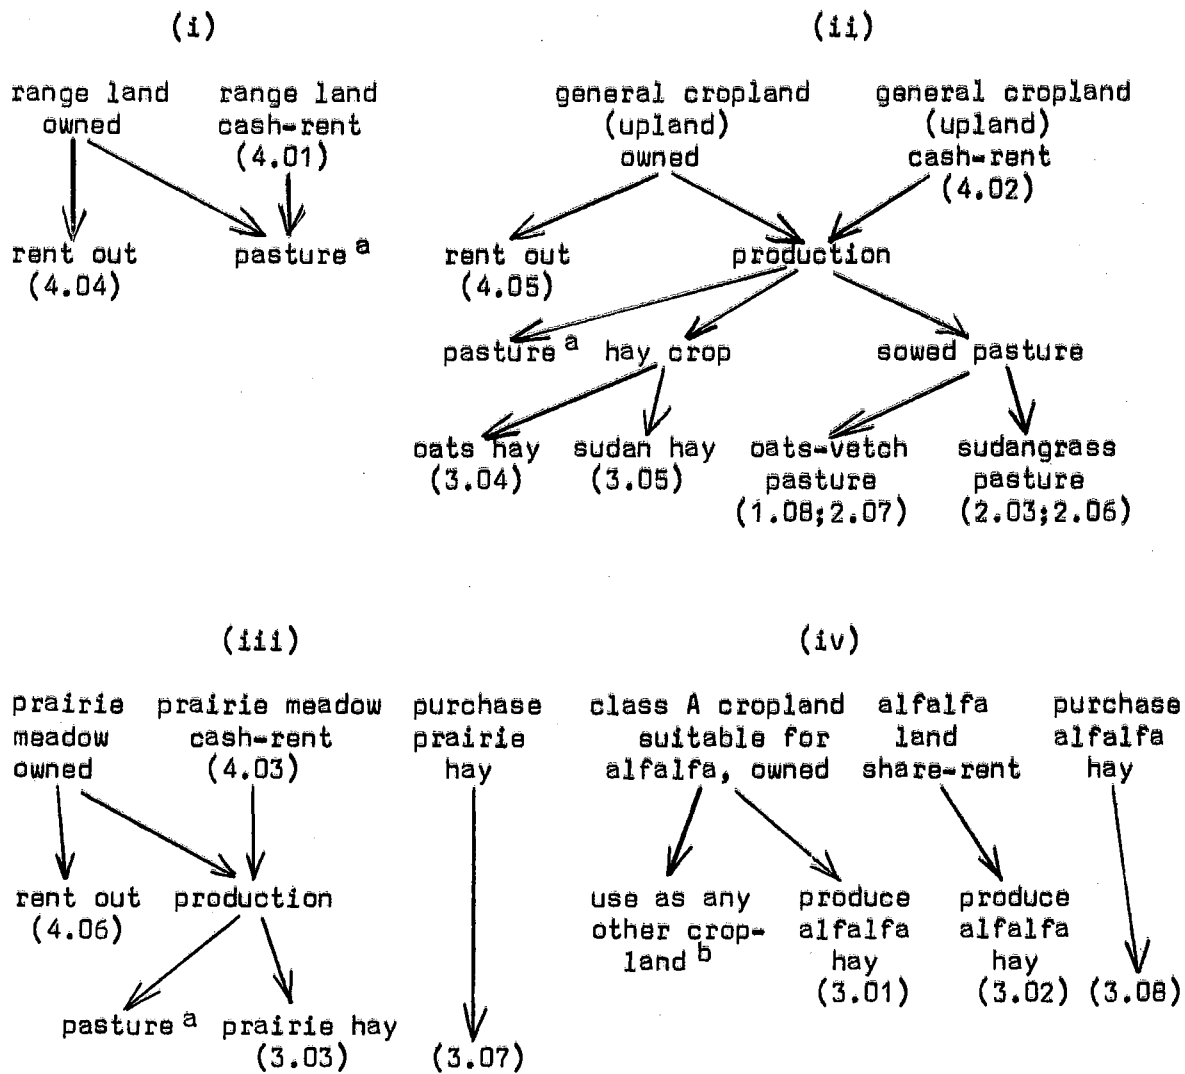 (i)
range land
owned
range land
cash-rent
(4.01)
rent out
(4.04)
pasture a
(ii)
general cropland
(upland)
owned
general cropland
(upland)
cash-rent
(4.02)
rent out
(4.05)
production
pasture a
hay crop
sowed pasture
oats hay
(3.04)
sudan hay
(3.05)
oats-vetch
pasture
(1.08;2.07)
sudangrass
pasture
(2.03;2.06)
(iii)
prairie
meadow
owned
prairie meadow
cash-rent
(4.03)
purchase
prairie
hay
rent out
(4.06)
production
pasture a
prairie hay
(3.03)
(3.07)
(iv)
class A cropland
suitable for
alfalfa, owned
alfalfa
land
share-rent
purchase
alfalfa
hay
use as any
other crop-
land b
produce
alfalfa
hay
(3.01)
produce
alfalfa
hay
(3.02)
(3.08)